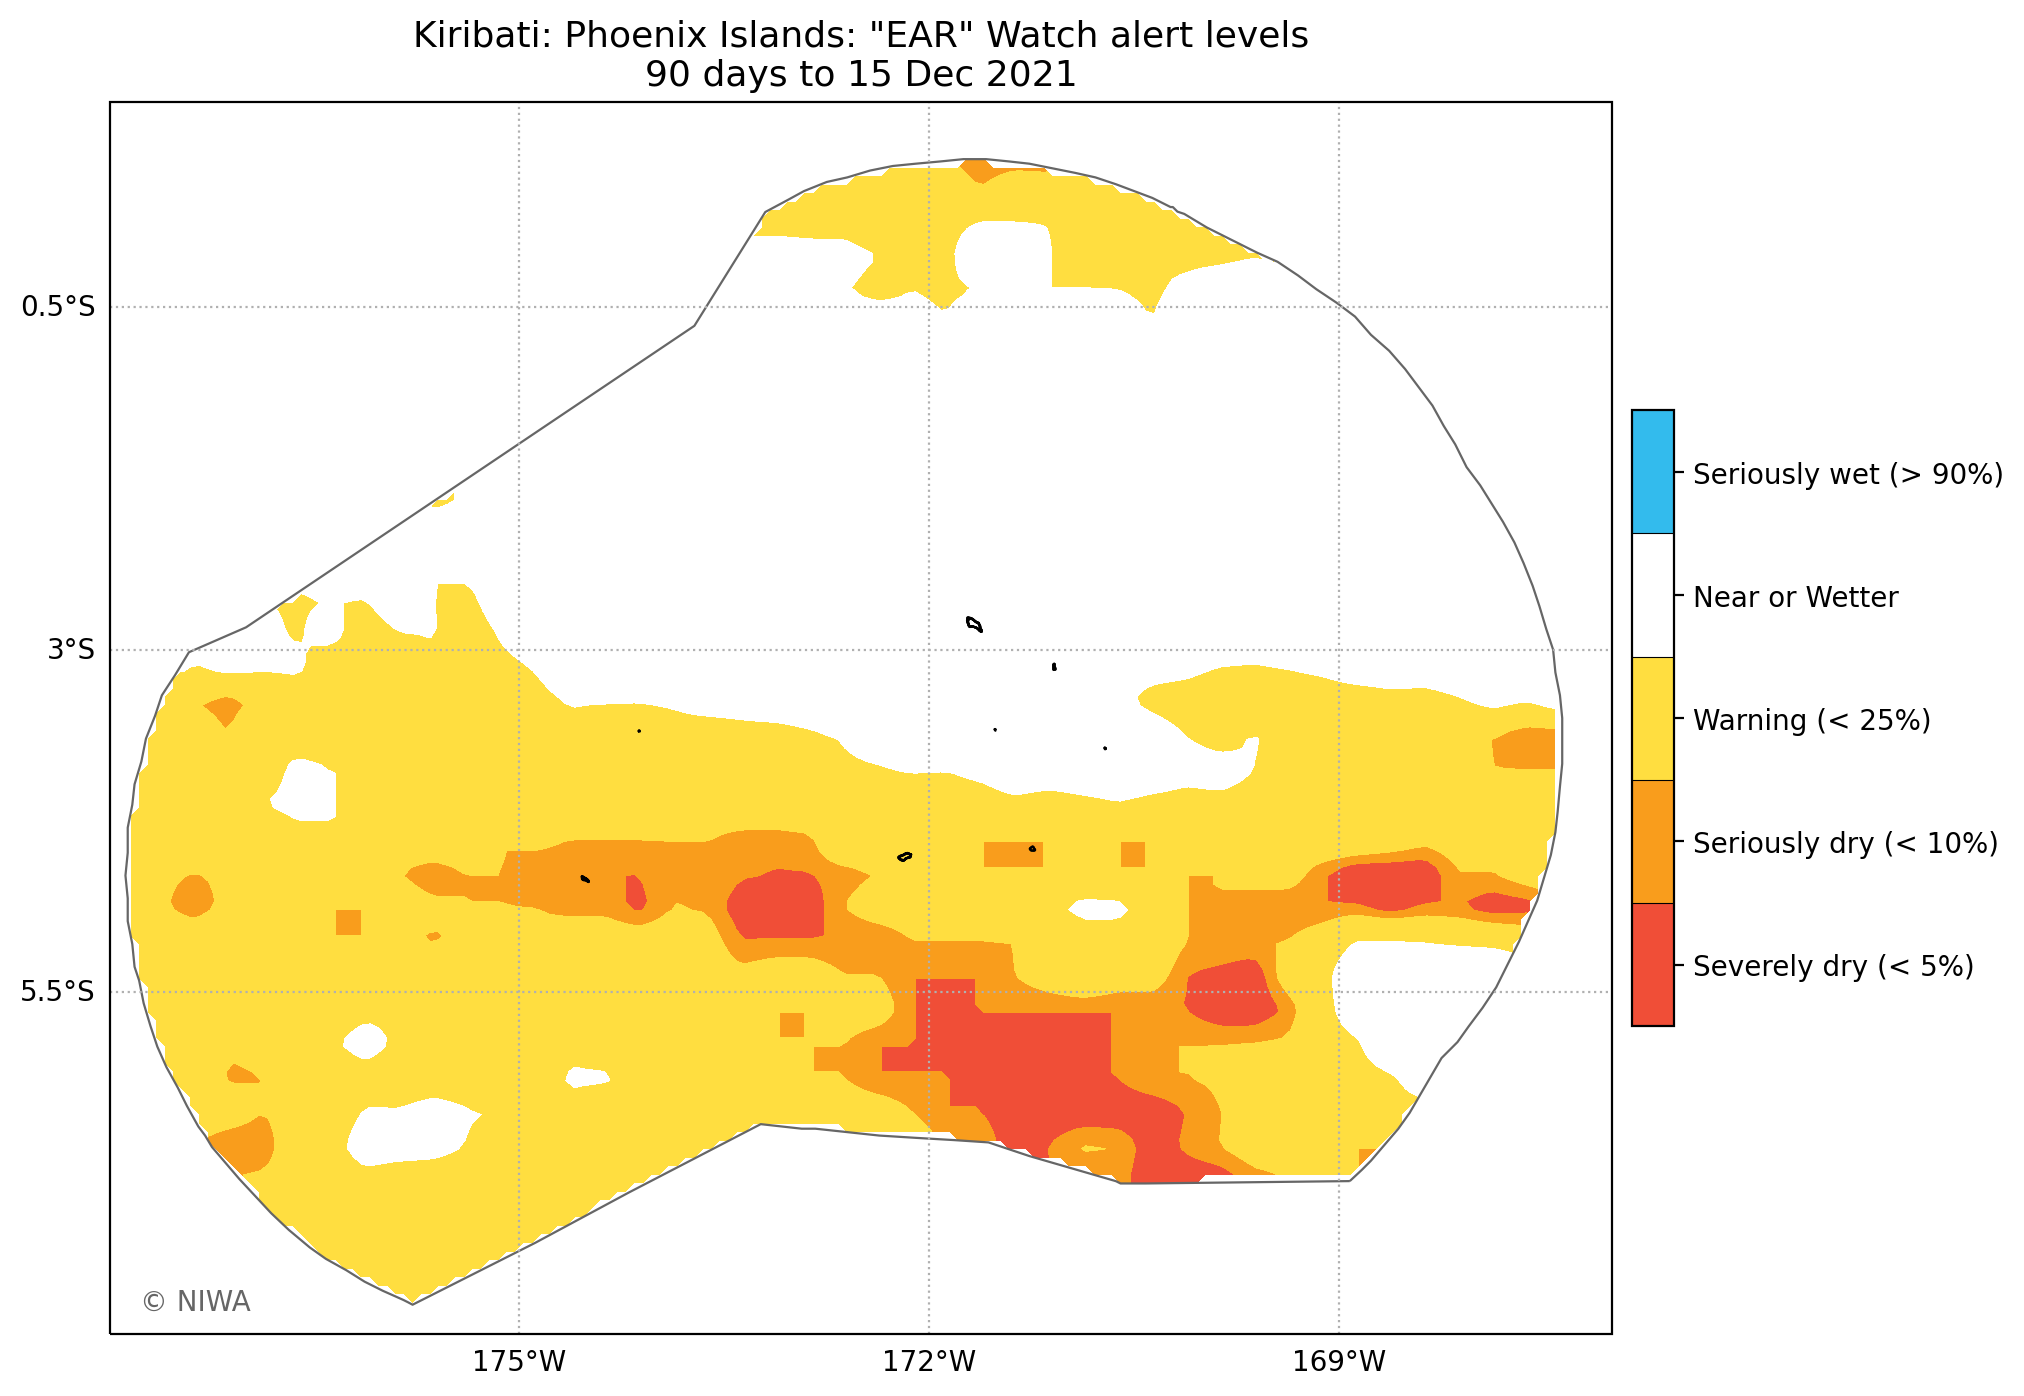 Kiribati: Phoenix Islands: "EAR" Watch alert levels
90 days to 15 Dec 2021
0.5°S
3°S
5.5°S
175°W
172°W
169°W
Seriously wet (> 90%)
Near or Wetter
Warning (< 25%)
Seriously dry (< 10%)
Severely dry (< 5%)
© NIWA